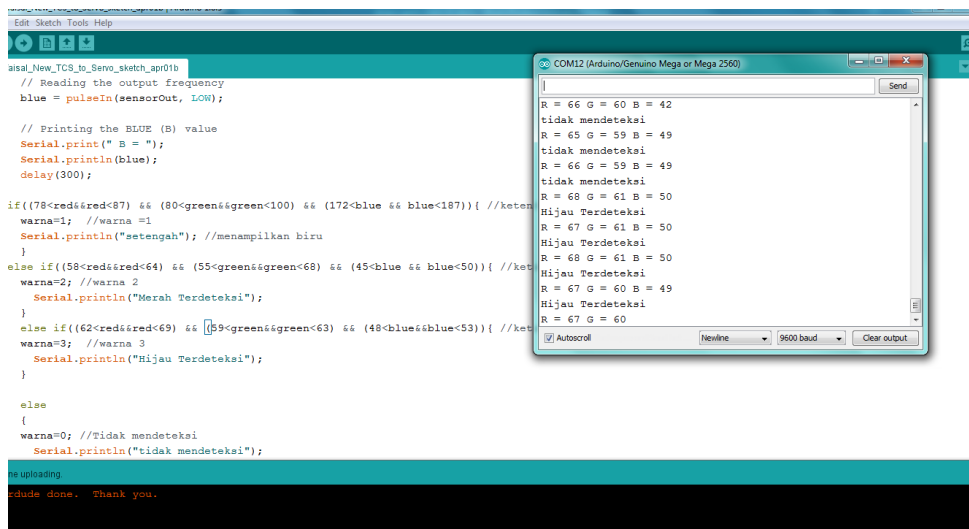 Edit Sketch Tools Help
aisal_New_TCS_to_Servo_sketch_apr01b
// Reading the output frequency
blue = pulseIn(sensorOut, LOW);
// Printing the BLUE (B) value
Serial.print(" B = ");
Serial.println(blue);
delay(300);
if((78<red&&red<87) && (80<green&&green<100) && (172<blue && blue<187)){ //keten
warna=1; //warna =1
Serial.println("setengah"); //menampilkan biru
}
else if((58<red&&red<64) && (55<green&&green<68) && (45<blue && blue<50)){ //ket
warna=2; //warna 2
Serial.println("Merah Terdeteksi");
}
else if((62<red&&red<69) && (59<green&&green<63) && (48<blue&&blue<53)){ //ket
warna=3; //warna 3
Serial.println("Hijau Terdeteksi");
}
else
{
warna=0; //Tidak mendeteksi
Serial.println("tidak mendeteksi");
ne uploading.
rdude done. Thank you.
COM12 (Arduino/Genuino Mega or Mega 2560)
Send
R = 66 G = 60 B = 42
tidak mendeteksi
R = 65 G = 59 B = 49
tidak mendeteksi
R = 66 G = 59 B = 49
tidak mendeteksi
R = 68 G = 61 B = 50
Hijau Terdeteksi
R = 67 G = 61 B = 50
Hijau Terdeteksi
R = 68 G = 61 B = 50
Hijau Terdeteksi
R = 67 G = 60 B = 49
Hijau Terdeteksi
R = 67 G = 60
Autoscroll Newline 9600 baud Clear output